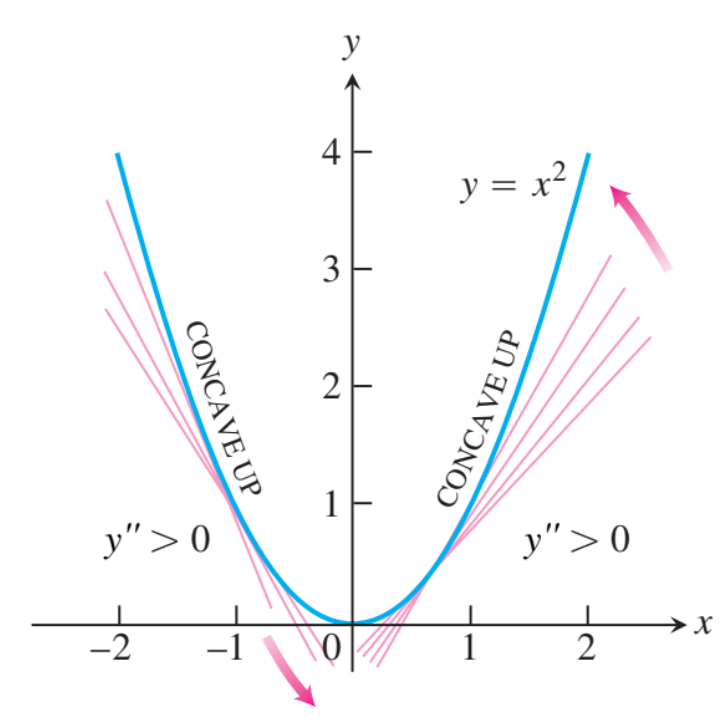 y
4
y = x²
3
CONCAVE UP
CONCAVE UP
2
1
y″ > 0
y″ > 0
−2
−1
0
1
2
x